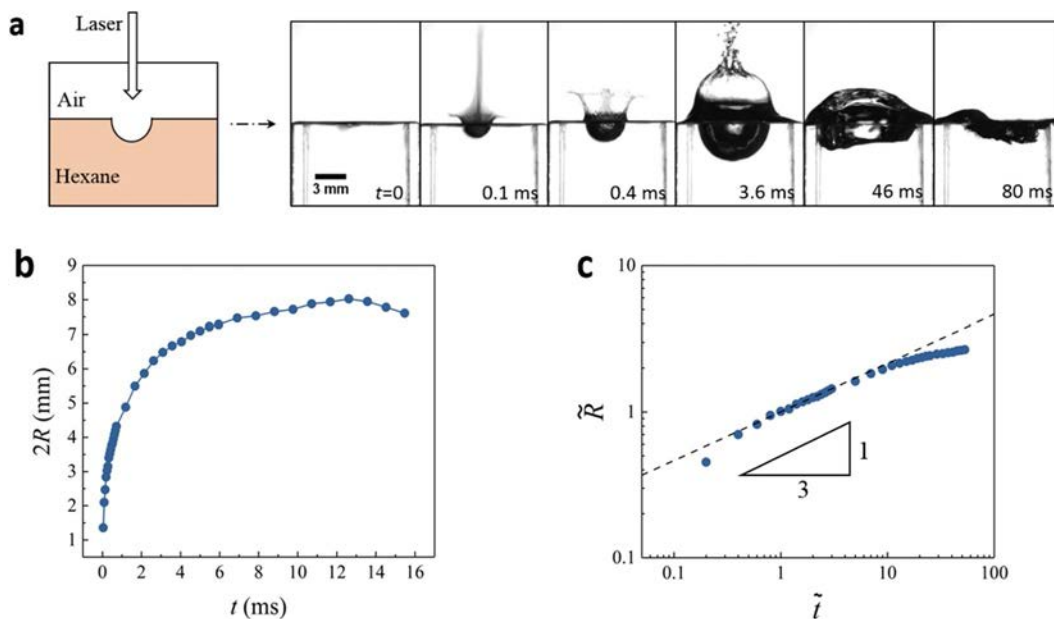 a
Laser
Air
Hexane
3 mm
t=0
0.1 ms
0.4 ms
3.6 ms
46 ms
80 ms
b
9
8
7
6
5
4
3
2
1
2R (mm)
0 2 4 6 8 10 12 14 16
t (ms)
c
10
1
0.1
R̃
1
3
0.1 1 10 100
t̃